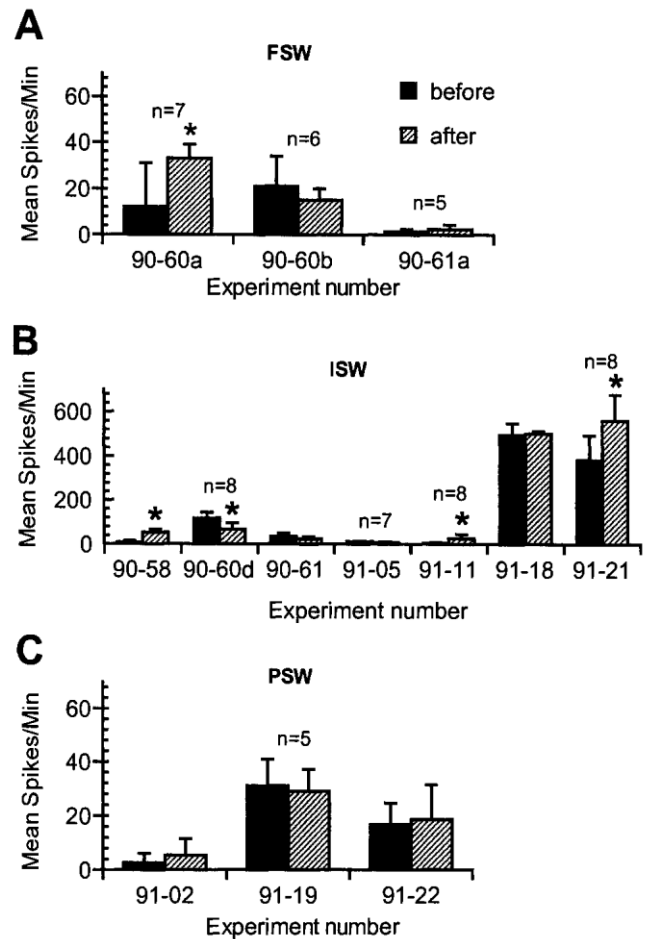 A
FSW
Mean Spikes/Min
60
40
20
0
n=7
*
n=6
n=5
before
after
90-60a 90-60b 90-61a
Experiment number
B
ISW
Mean Spikes/Min
600
400
200
0
*
n=8
*
n=7
n=8
*
n=8
*
90-58 90-60d 90-61 91-05 91-11 91-18 91-21
Experiment number
C
PSW
Mean Spikes/Min
60
40
20
0
n=5
91-02 91-19 91-22
Experiment number